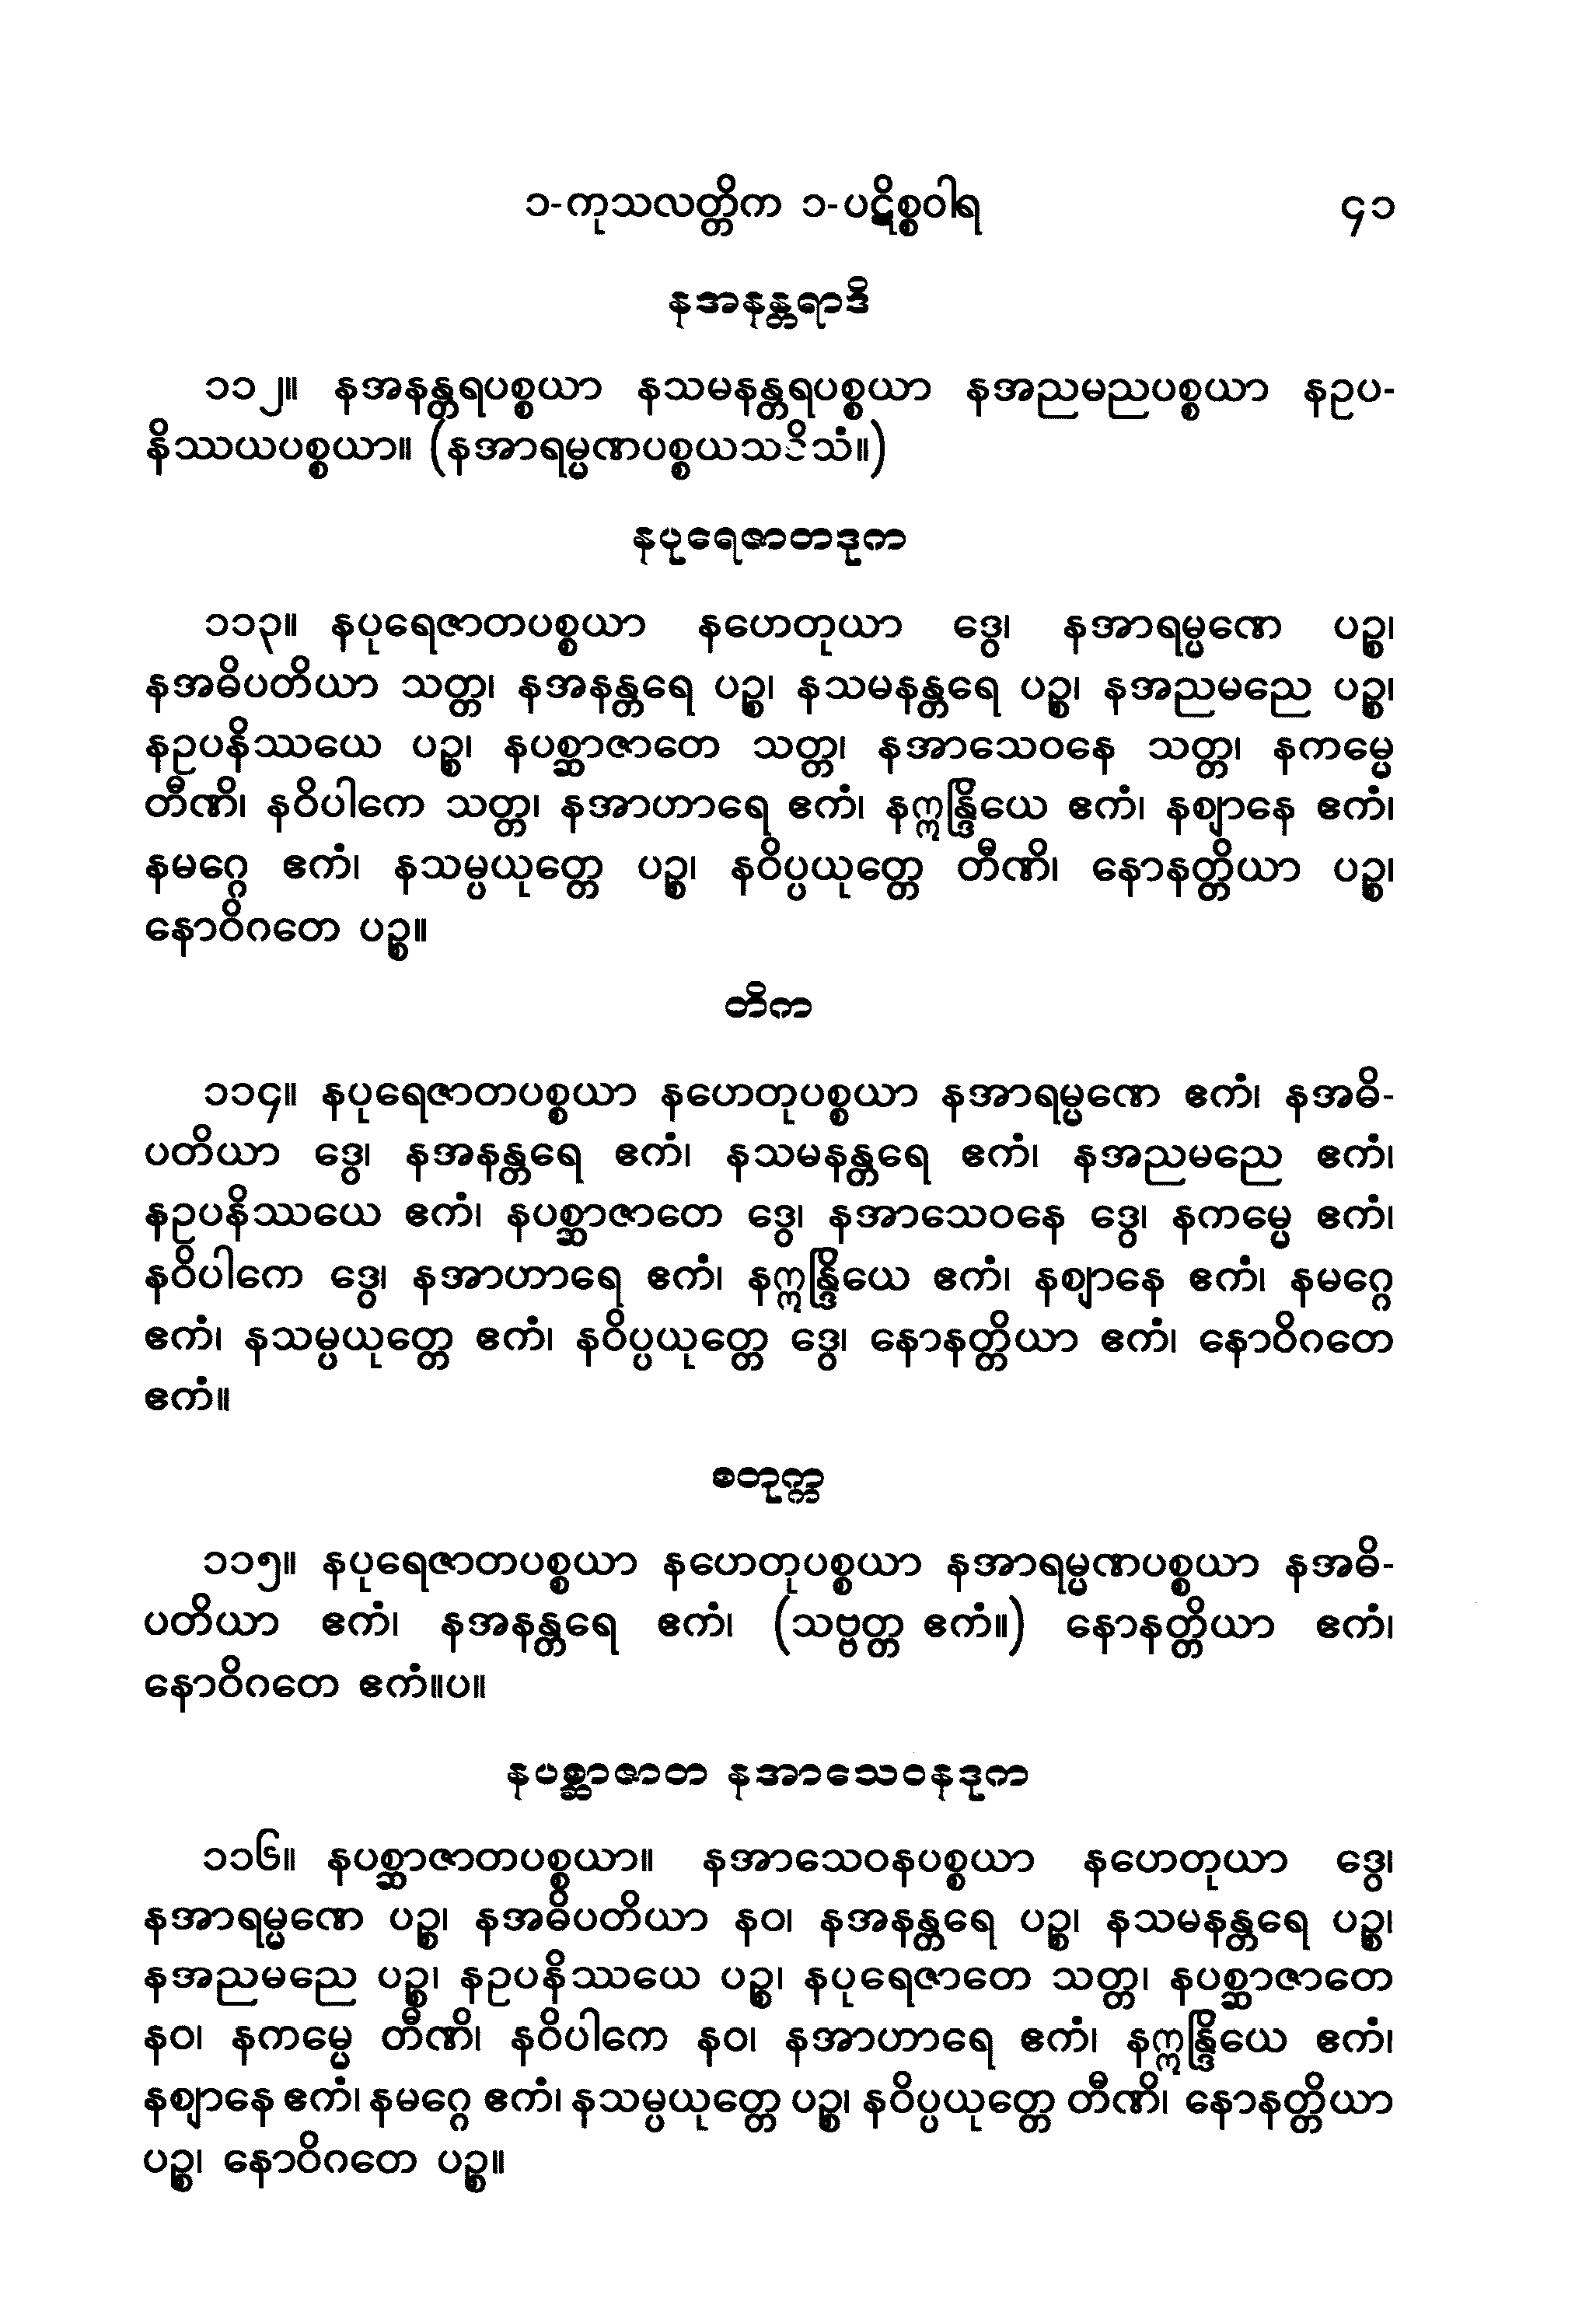 ၁-ကုသလတ္တိက ၁-ပဋိစ္စဝါရ ၄၁
နအနန္တရာဒိ
၁၁၂။ နအနန္တရပစ္စယာ နသမနန္တရပစ္စယာ နအညမညပစ္စယာ နဥပ-
နိဿယပစ္စယာ။ (နအာရမ္မဏပစ္စယသဒိသံ။)
နပုရေဇာတဒုက
၁၁၃။ နပုရေဇာတပစ္စယာ နဟေတုယာ ဒွေ၊ နအာရမ္မဏေ ပဉ္စ၊
နအဓိပတိယာ သတ္တ၊ နအနန္တရေ ပဉ္စ၊ နသမနန္တရေ ပဉ္စ၊ နအညမညေ ပဉ္စ၊
နဥပနိဿယေ ပဉ္စ၊ နပစ္ဆာဇာတေ သတ္တ၊ နအာသေဝနေ သတ္တ၊ နကမ္မေ
တီဏိ၊ နဝိပါကေ သတ္တ၊ နအာဟာရေ ဧကံ၊ နဣန္ဒြိယေ ဧကံ၊ နဈာနေ ဧကံ၊
နမဂ္ဂေ ဧကံ၊ နသမ္ပယုတ္တေ ပဉ္စ၊ နဝိပ္ပယုတ္တေ တီဏိ၊ နောနတ္ထိယာ ပဉ္စ၊
နောဝိဂတေ ပဉ္စ။
တိက
၁၁၄။ နပုရေဇာတပစ္စယာ နဟေတုပစ္စယာ နအာရမ္မဏေ ဧကံ၊ နအဓိ-
ပတိယာ ဒွေ၊ နအနန္တရေ ဧကံ၊ နသမနန္တရေ ဧကံ၊ နအညမညေ ဧကံ၊
နဥပနိဿယေ ဧကံ၊ နပစ္ဆာဇာတေ ဒွေ၊ နအာသေဝနေ ဒွေ၊ နကမ္မေ ဧကံ၊
နဝိပါကေ ဒွေ၊ နအာဟာရေ ဧကံ၊ နဣန္ဒြိယေ ဧကံ၊ နဈာနေ ဧကံ၊ နမဂ္ဂေ
ဧကံ၊ နသမ္ပယုတ္တေ ဧကံ၊ နဝိပ္ပယုတ္တေ ဒွေ၊ နောနတ္ထိယာ ဧကံ၊ နောဝိဂတေ
ဧကံ။
စတုက္က
၁၁၅။ နပုရေဇာတပစ္စယာ နဟေတုပစ္စယာ နအာရမ္မဏပစ္စယာ နအဓိ-
ပတိယာ ဧကံ၊ နအနန္တရေ ဧကံ၊ (သဗ္ဗတ္ထ ဧကံ။) နောနတ္ထိယာ ဧကံ၊
နောဝိဂတေ ဧကံ။ပ။
နပစ္ဆာဇာတ နအာသေဝနဒုက
၁၁၆။ နပစ္ဆာဇာတပစ္စယာ။ နအာသေဝနပစ္စယာ နဟေတုယာ ဒွေ၊
နအာရမ္မဏေ ပဉ္စ၊ နအဓိပတိယာ နဝ၊ နအနန္တရေ ပဉ္စ၊ နသမနန္တရေ ပဉ္စ၊
နအညမညေ ပဉ္စ၊ နဥပနိဿယေ ပဉ္စ၊ နပုရေဇာတေ သတ္တ၊ နပစ္ဆာဇာတေ
နဝ၊ နကမ္မေ တီဏိ၊ နဝိပါကေ နဝ၊ နအာဟာရေ ဧကံ၊ နဣန္ဒြိယေ ဧကံ၊
နဈာနေ ဧကံ၊ နမဂ္ဂေ ဧကံ၊ နသမ္ပယုတ္တေ ပဉ္စ၊ နဝိပ္ပယုတ္တေ တီဏိ၊ နောနတ္ထိယာ
ပဉ္စ၊ နောဝိဂတေ ပဉ္စ။